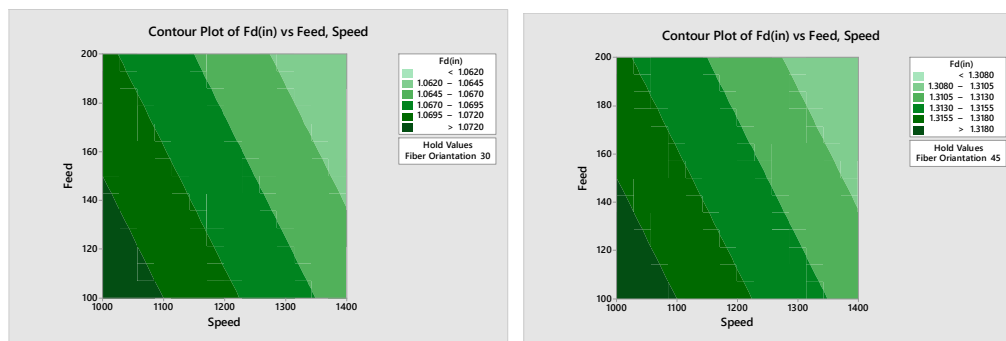 Contour Plot of Fd(in) vs Feed, Speed
200
180
160
140
120
100
Feed
1000 1100 1200 1300 1400
Speed
Fd(in)
< 1.0620
1.0620 – 1.0645
1.0645 – 1.0670
1.0670 – 1.0695
1.0695 – 1.0720
> 1.0720
Hold Values
Fiber Oriantation 30
Contour Plot of Fd(in) vs Feed, Speed
200
180
160
140
120
100
Feed
1000 1100 1200 1300 1400
Speed
Fd(in)
< 1.3080
1.3080 – 1.3105
1.3105 – 1.3130
1.3130 – 1.3155
1.3155 – 1.3180
> 1.3180
Hold Values
Fiber Oriantation 45